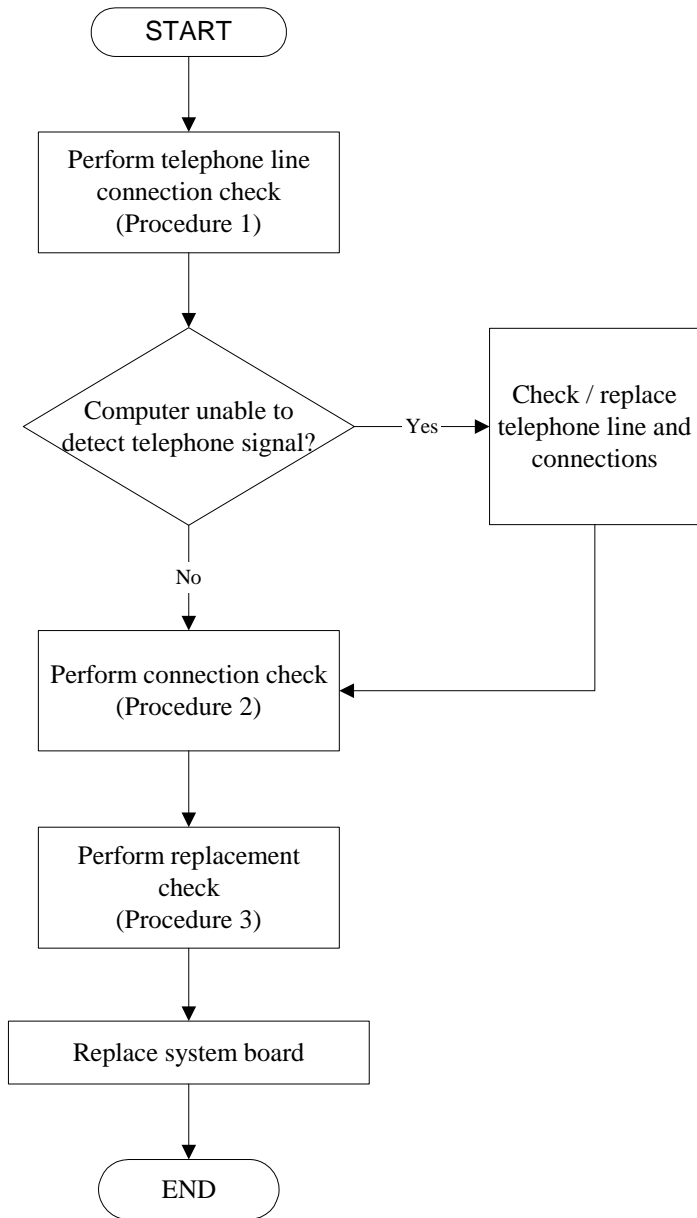 START
Perform telephone line
connection check
(Procedure 1)
Computer unable to
detect telephone signal?
Yes
Check / replace
telephone line and
connections
No
Perform connection check
(Procedure 2)
Perform replacement
check
(Procedure 3)
Replace system board
END